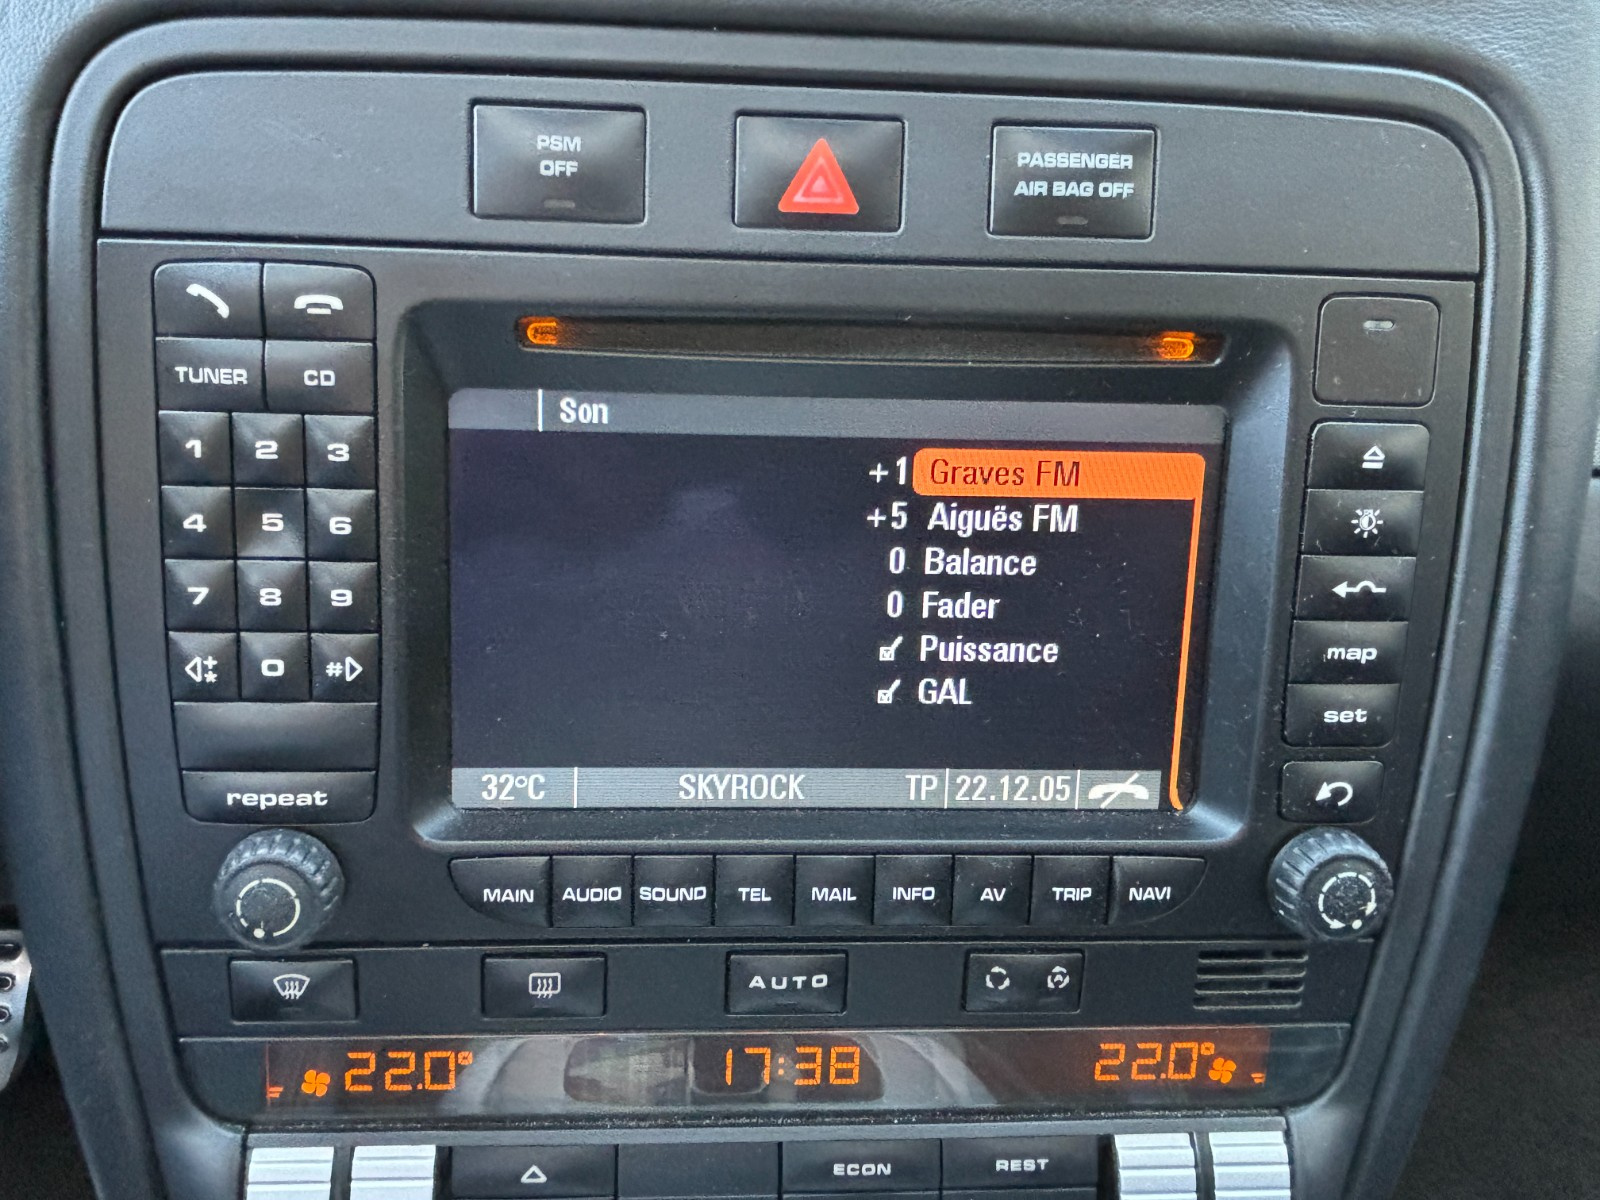 PSM
OFF
PASSENGER
AIR BAG OFF
TUNER CD
1 2 3
4 5 6
7 8 9
0 #
repeat
Son
+1 Graves FM
+5 Aiguës FM
0 Balance
0 Fader
Puissance
GAL
32°C SKYROCK TP 22.12.05
map
set
MAIN AUDIO SOUND TEL MAIL INFO AV TRIP NAVI
AUTO
A
22.0° 17:38 22.0°
ECON REST